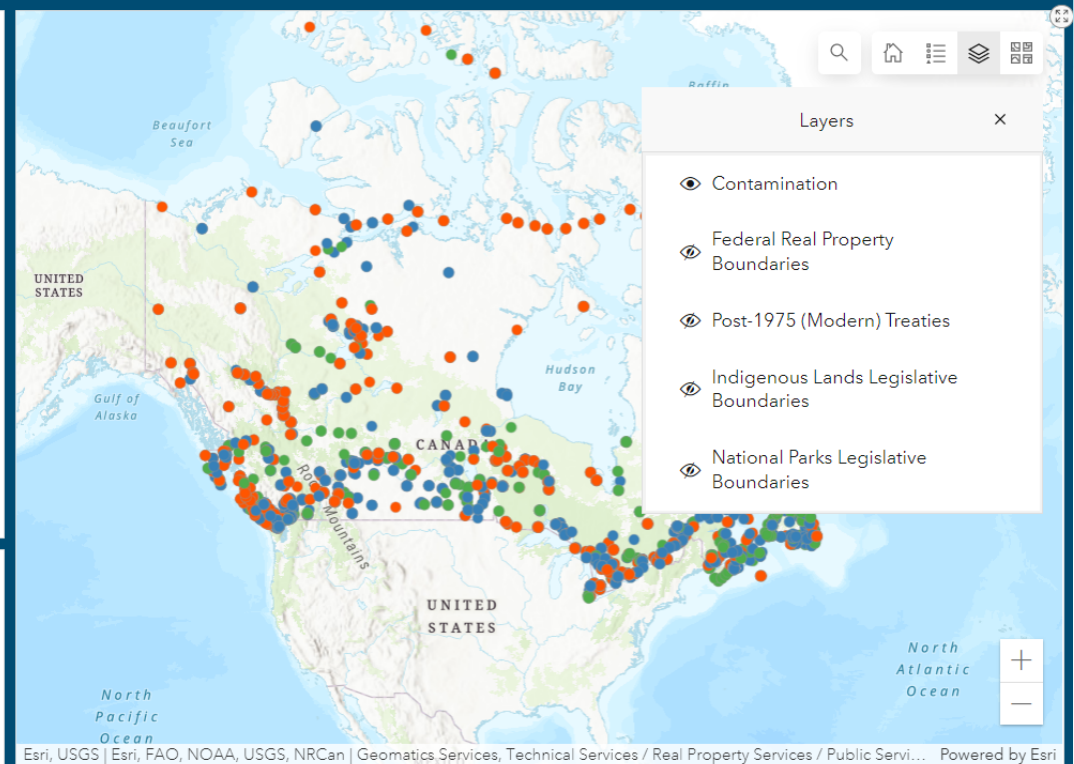 Baffin
Layers
Beaufort
Sea
Contamination
Federal Real Property
Boundaries
UNITED
STATES
Post-1975 (Modern) Treaties
Hudson
Bay
Indigenous Lands Legislative
Boundaries
Gulf of
Alaska
CANADA
National Parks Legislative
Boundaries
Rocky Mountains
UNITED
STATES
North
Atlantic
Ocean
North
Pacific
Ocean
Esri, USGS | Esri, FAO, NOAA, USGS, NRCan | Geomatics Services, Technical Services / Real Property Services / Public Servi...
Powered by Esri